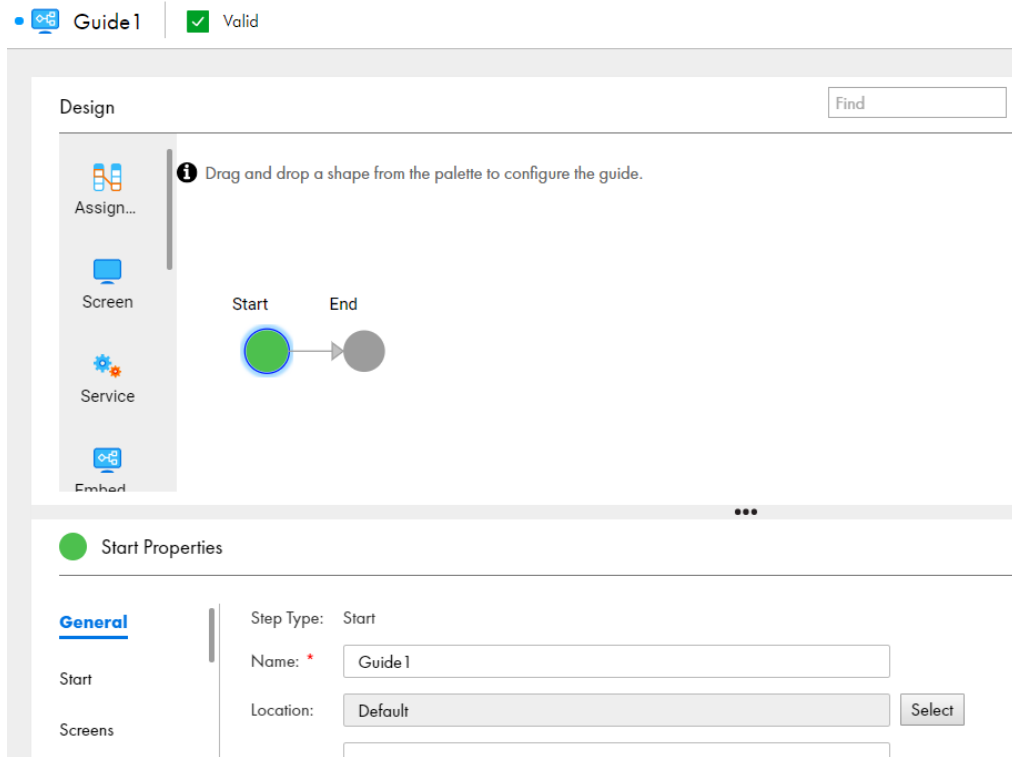 Guide1
Valid
Design
Find
Drag and drop a shape from the palette to configure the guide.
Assign...
Screen
Start
End
Service
Embed
Start Properties
General
Step Type:
Start
Name: *
Guide1
Start
Location:
Default
Select
Screens